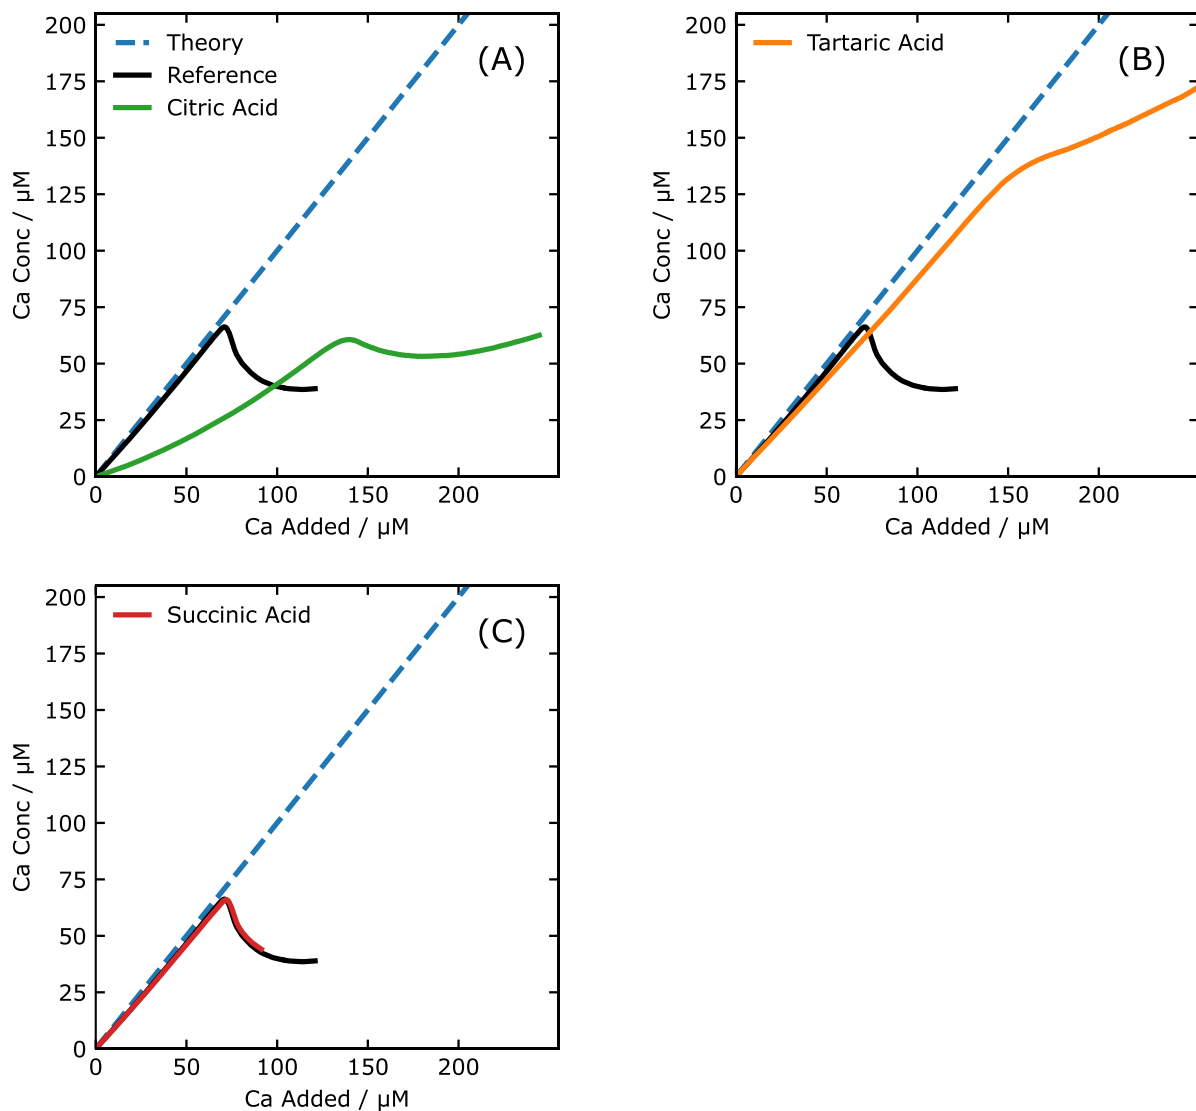 (A)
Theory
Reference
Citric Acid
Ca Conc / µM
200
175
150
125
100
75
50
25
0
0 50 100 150 200
Ca Added / µM
(B)
Tartaric Acid
Ca Conc / µM
200
175
150
125
100
75
50
25
0
0 50 100 150 200
Ca Added / µM
(C)
Succinic Acid
Ca Conc / µM
200
175
150
125
100
75
50
25
0
0 50 100 150 200
Ca Added / µM